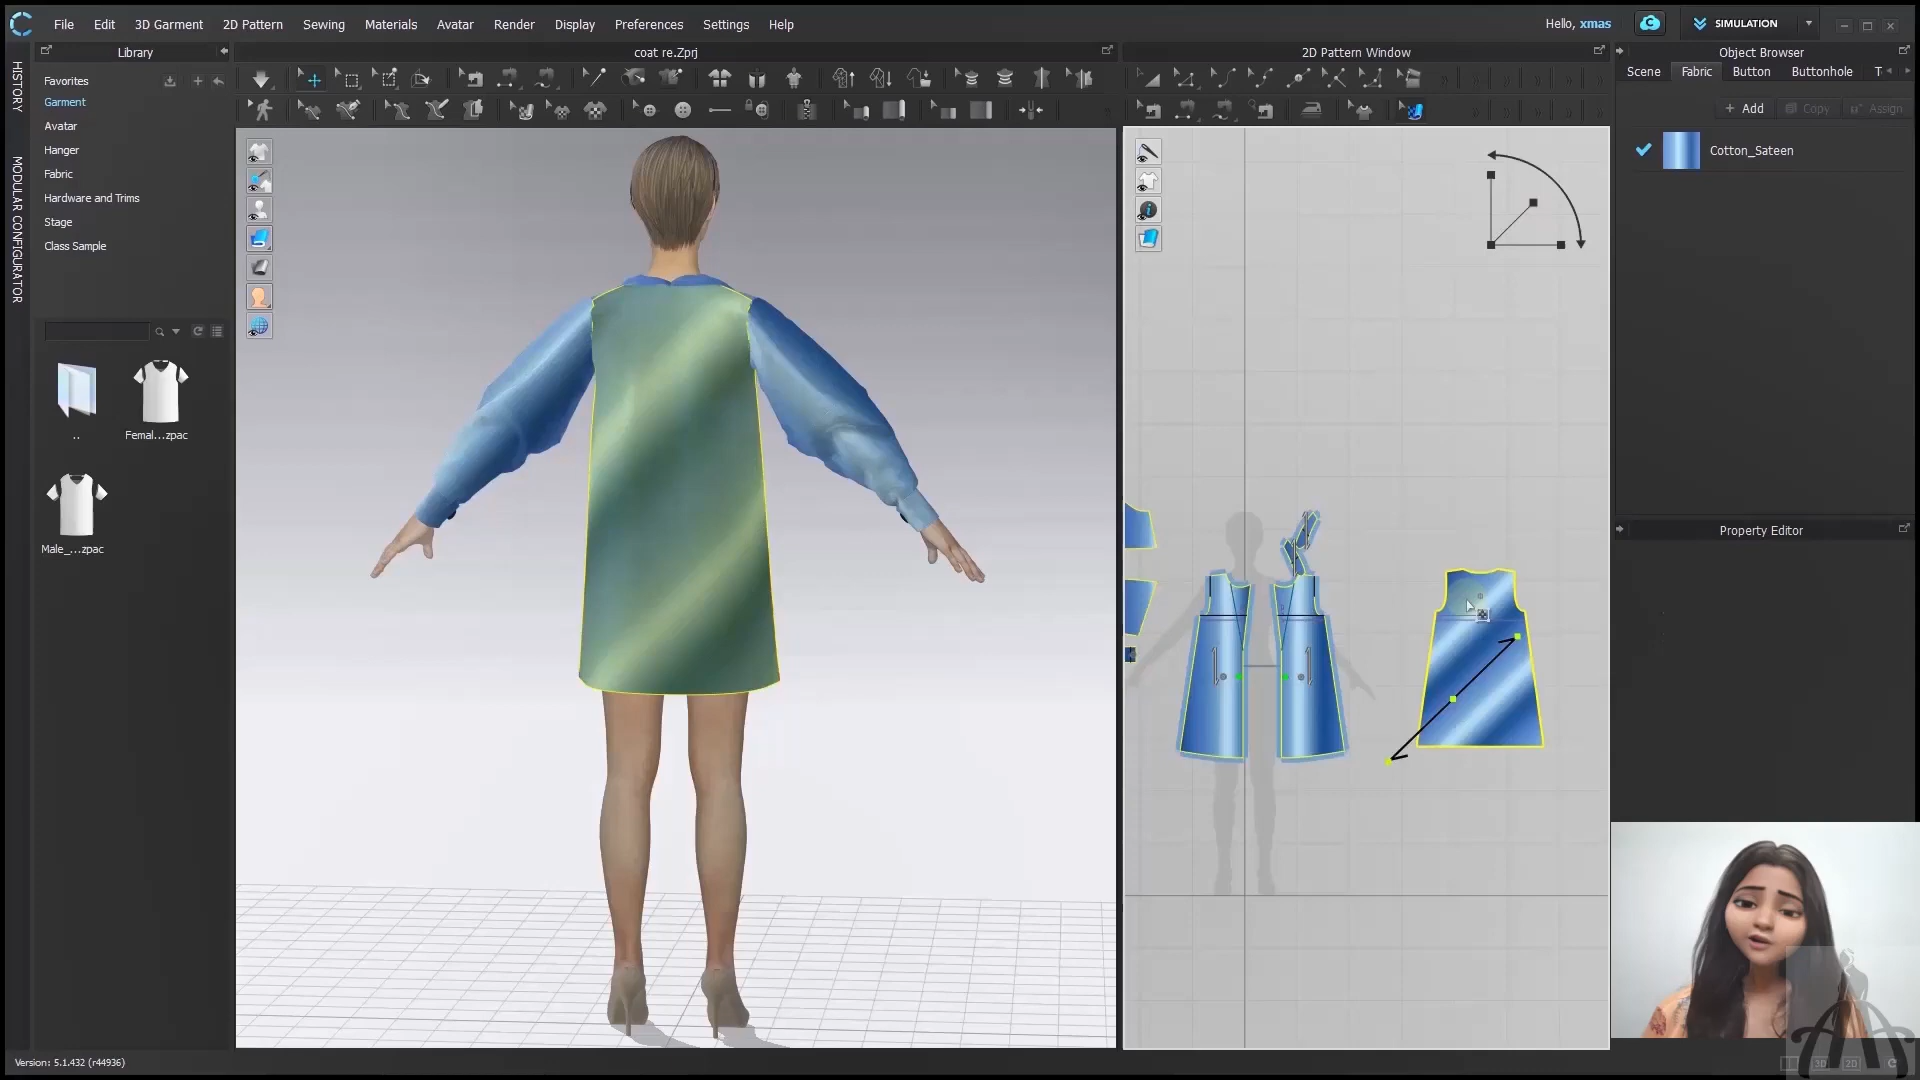 File Edit 3D Garment 2D Pattern Sewing Materials Avatar Render Display Preferences Settings Help
Hello, xmas
SIMULATION
Library
coat re.Zprj
2D Pattern Window
Object Browser
HISTORY
MODULAR CONFIGURATOR
Favorites
Garment
Avatar
Hanger
Fabric
Hardware and Trims
Stage
Class Sample
..
Femal...zpac
Male_...zpac
Scene Fabric Button Buttonhole T
+ Add Copy Assign
Cotton_Sateen
Property Editor
Version: 5.1.432 (r44936)
3D 2D